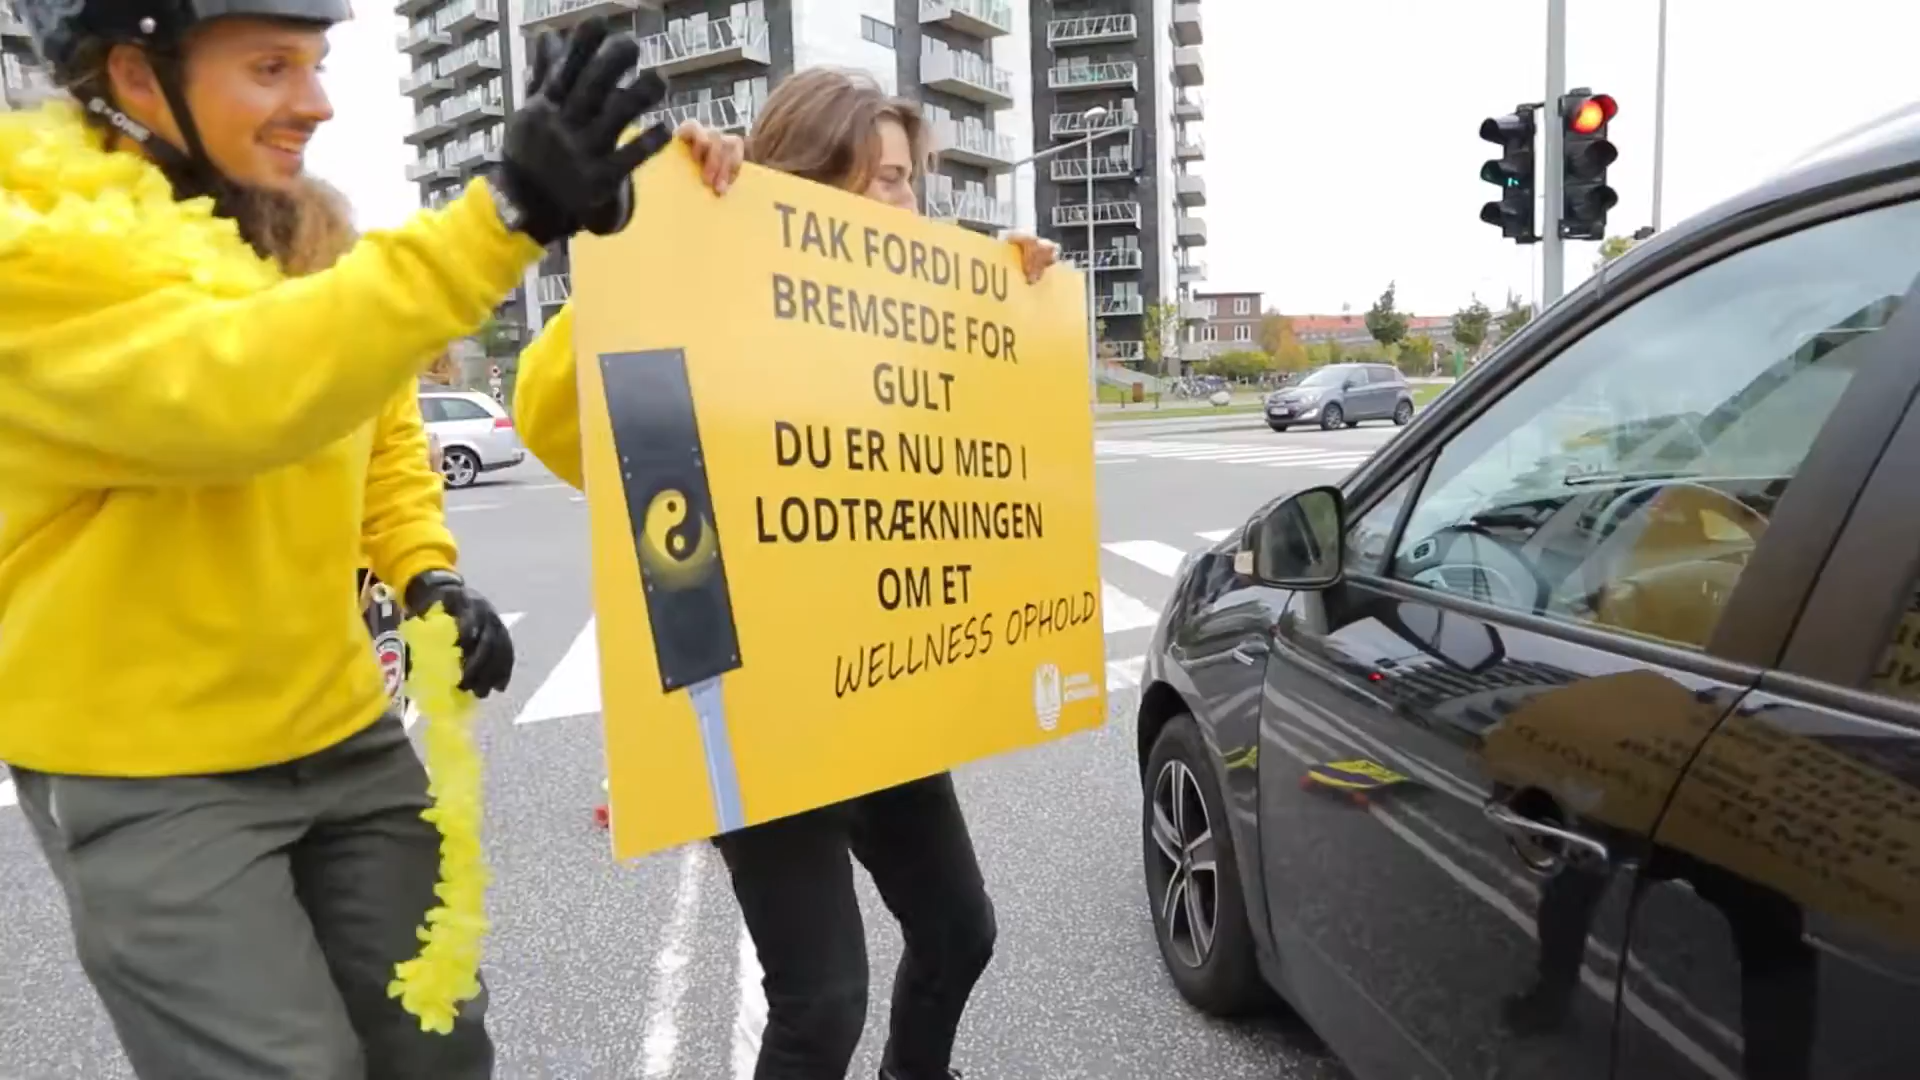 TAK FORDI DU
BREMSEDE FOR
GULT
DU ER NU MED I
LODTRÆKNINGEN
OM ET
WELLNESS OPHOLD